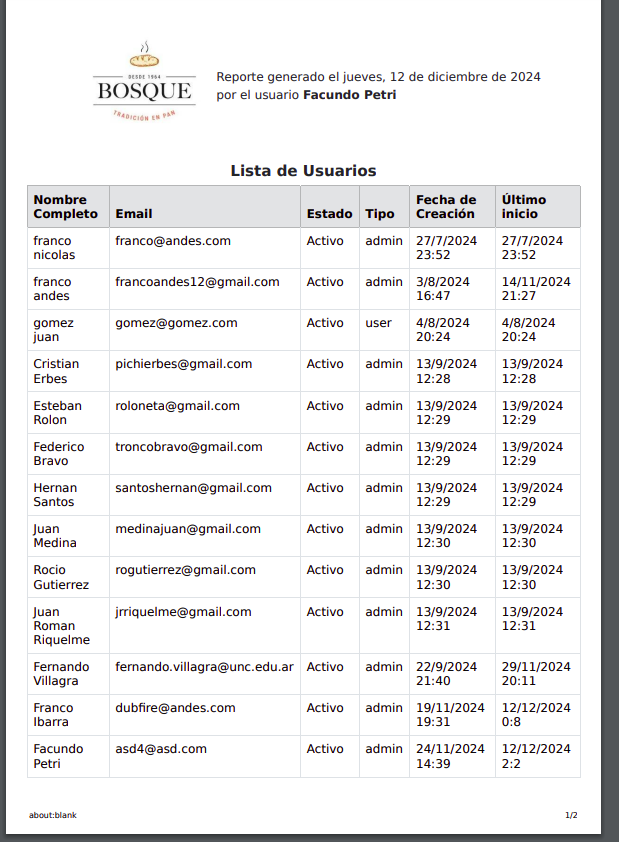 DESDE 1964
BOSQUE
TRADICIÓN EN PAN
Reporte generado el jueves, 12 de diciembre de 2024
por el usuario Facundo Petri
Lista de Usuarios
Nombre Completo Email Estado Tipo Fecha de Creación Último inicio
franco nicolas franco@andes.com Activo admin 27/7/2024 23:52 27/7/2024 23:52
franco andes francoandes12@gmail.com Activo admin 3/8/2024 16:47 14/11/2024 21:27
gomez juan gomez@gomez.com Activo user 4/8/2024 20:24 4/8/2024 20:24
Cristian Erbes pichierbes@gmail.com Activo admin 13/9/2024 12:28 13/9/2024 12:28
Esteban Rolon roloneta@gmail.com Activo admin 13/9/2024 12:29 13/9/2024 12:29
Federico Bravo troncobravo@gmail.com Activo admin 13/9/2024 12:29 13/9/2024 12:29
Hernan Santos santoshernan@gmail.com Activo admin 13/9/2024 12:29 13/9/2024 12:29
Juan Medina medinajuan@gmail.com Activo admin 13/9/2024 12:30 13/9/2024 12:30
Rocio Gutierrez rogutierrez@gmail.com Activo admin 13/9/2024 12:30 13/9/2024 12:30
Juan Roman Riquelme jrriquelme@gmail.com Activo admin 13/9/2024 12:31 13/9/2024 12:31
Fernando Villagra fernando.villagra@unc.edu.ar Activo admin 22/9/2024 21:40 29/11/2024 20:11
Franco Ibarra dubfire@andes.com Activo admin 19/11/2024 19:31 12/12/2024 0:8
Facundo Petri asd4@asd.com Activo admin 24/11/2024 14:39 12/12/2024 2:2
about:blank 1/2